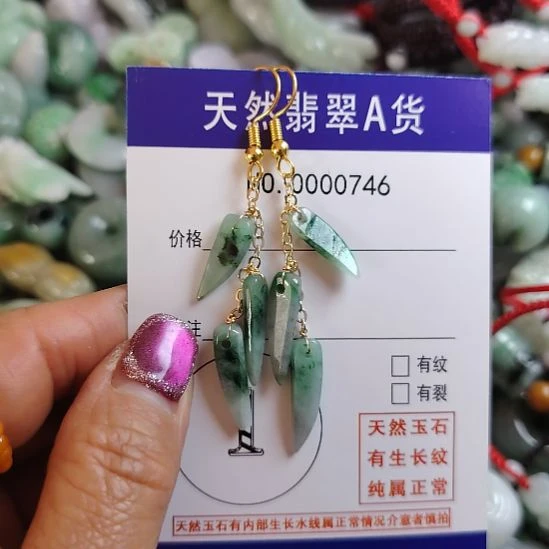 天然翡翠A货
NO.0000746
价格
注
有纹
有裂
天然玉石
有生长纹
纯属正常
天然玉石有内部生长水线属正常情况介意者慎拍